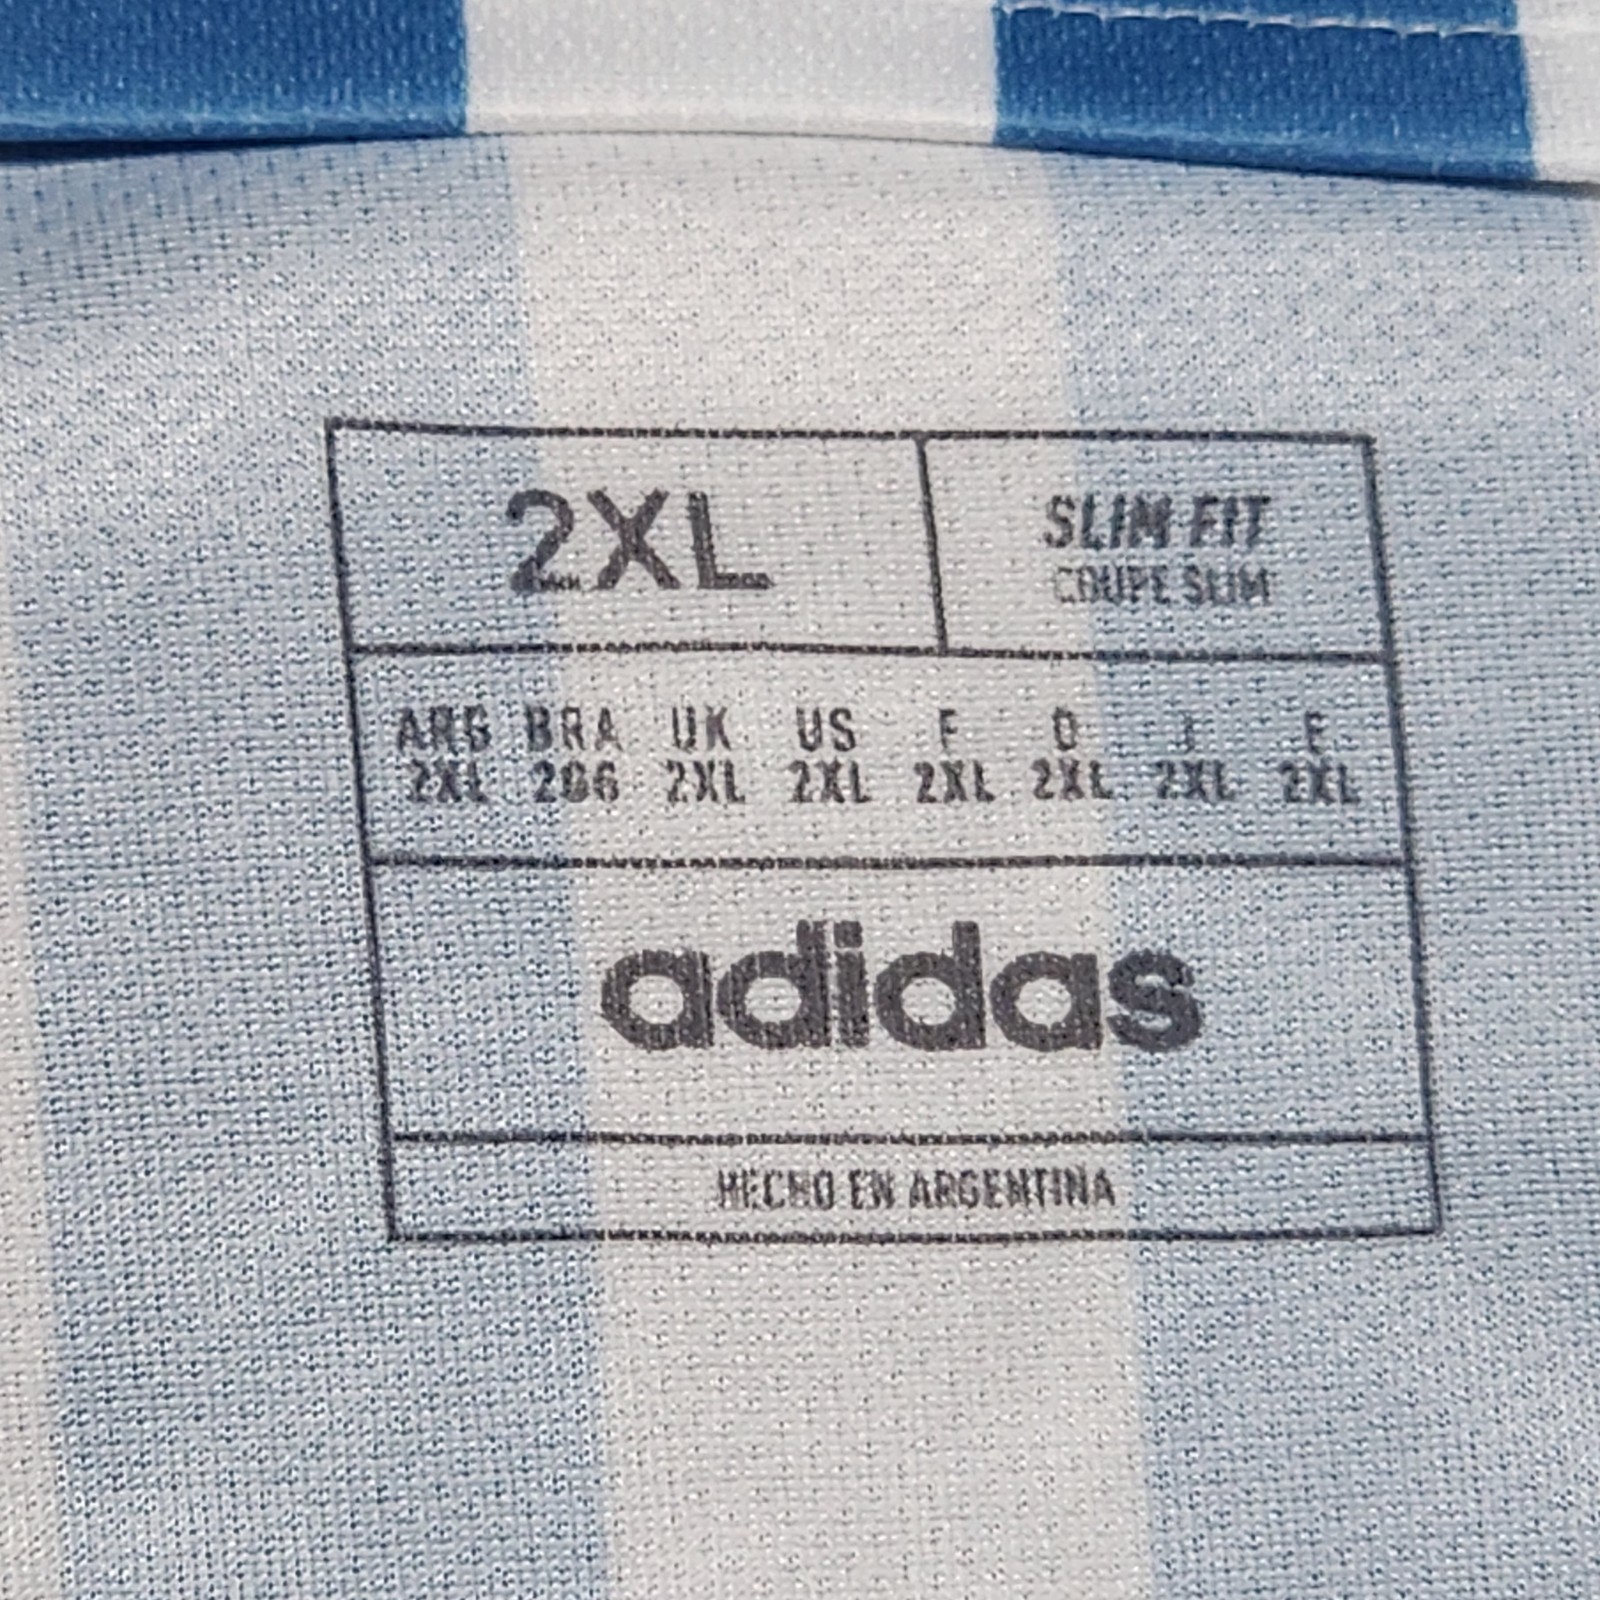 2XL
SLIM FIT
COUPE SLIM
ARG BRA UK US F D I E
2XL 2G6 2XL 2XL 2XL 2XL 2XL 2XL
adidas
HECHO EN ARGENTINA